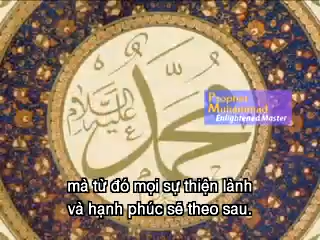 محمد
عليه السلام
Prophet
Muhammad
Enlightened Master
mà từ đó mọi sự thiện lành
và hạnh phúc sẽ theo sau.